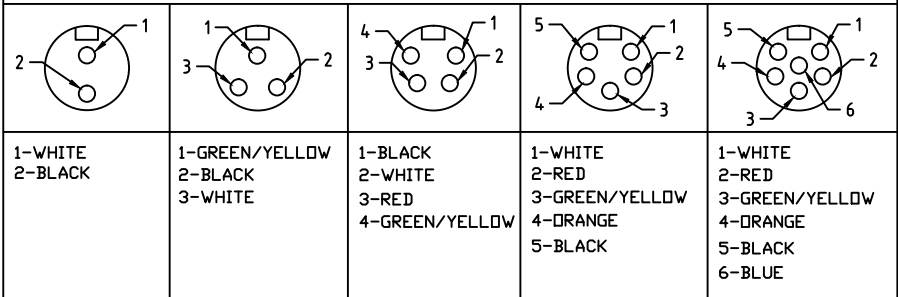 1
2
1
3
2
4
1
3
2
5
1
2
4
3
5
1
4
2
3
6
1-WHITE
2-BLACK
1-GREEN/YELLOW
2-BLACK
3-WHITE
1-BLACK
2-WHITE
3-RED
4-GREEN/YELLOW
1-WHITE
2-RED
3-GREEN/YELLOW
4-ORANGE
5-BLACK
1-WHITE
2-RED
3-GREEN/YELLOW
4-ORANGE
5-BLACK
6-BLUE